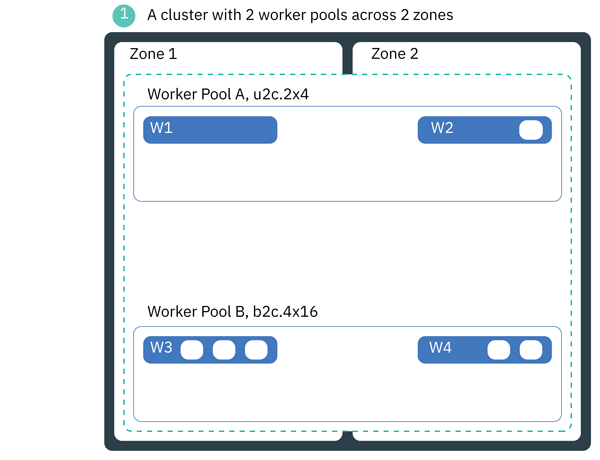 1 A cluster with 2 worker pools across 2 zones
Zone 1 Zone 2
Worker Pool A, u2c.2x4
W1 W2
Worker Pool B, b2c.4x16
W3 W4